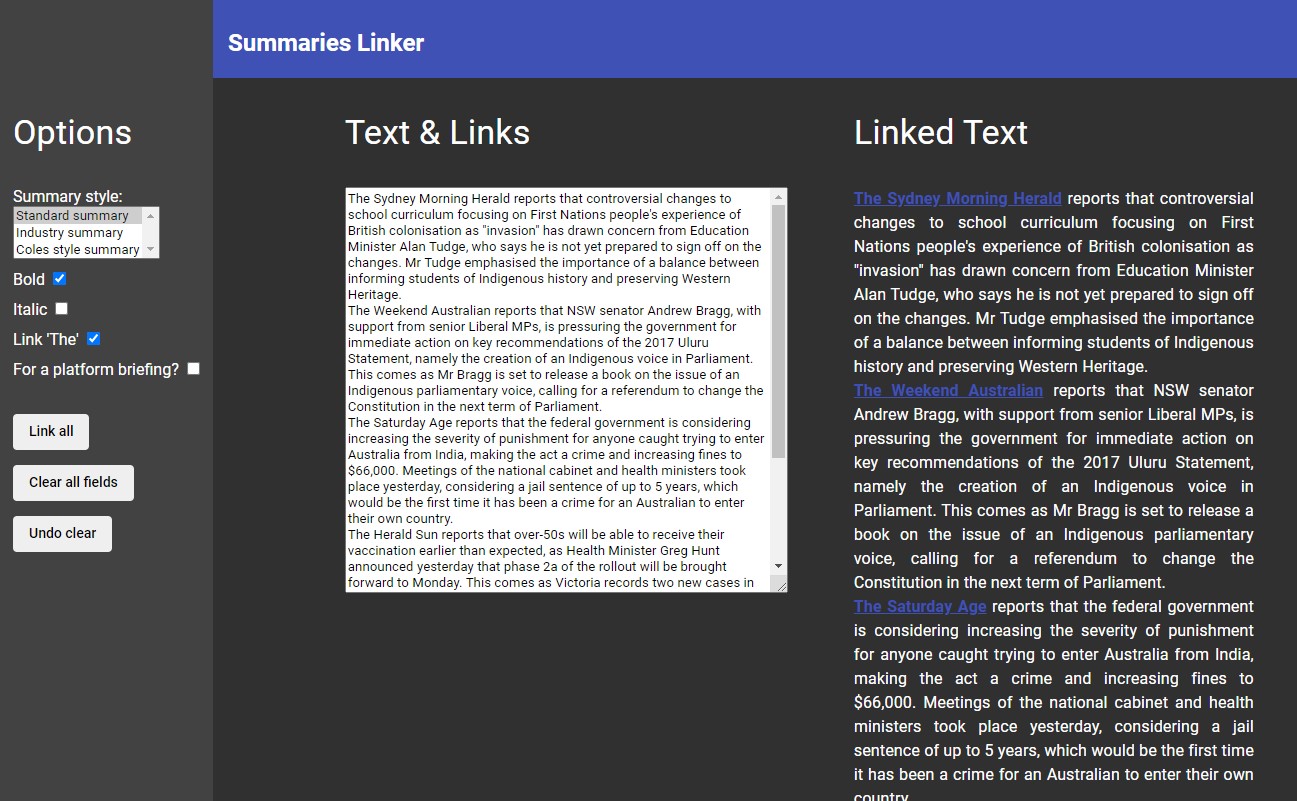 Summaries Linker
Options
Summary style:
Standard summary
Industry summary
Coles style summary
Bold
Italic
Link 'The'
For a platform briefing?
Link all
Clear all fields
Undo clear
Text & Links
The Sydney Morning Herald reports that controversial changes to
school curriculum focusing on First Nations people's experience of
British colonisation as "invasion" has drawn concern from Education
Minister Alan Tudge, who says he is not yet prepared to sign off on the
changes. Mr Tudge emphasised the importance of a balance between
informing students of Indigenous history and preserving Western
Heritage.
The Weekend Australian reports that NSW senator Andrew Bragg, with
support from senior Liberal MPs, is pressuring the government for
immediate action on key recommendations of the 2017 Uluru
Statement, namely the creation of an Indigenous voice in Parliament.
This comes as Mr Bragg is set to release a book on the issue of an
Indigenous parliamentary voice, calling for a referendum to change the
Constitution in the next term of Parliament.
The Saturday Age reports that the federal government is considering
increasing the severity of punishment for anyone caught trying to enter
Australia from India, making the act a crime and increasing fines to
$66,000. Meetings of the national cabinet and health ministers took
place yesterday, considering a jail sentence of up to 5 years, which
would be the first time it has been a crime for an Australian to enter
their own country.
The Herald Sun reports that over-50s will be able to receive their
vaccination earlier than expected, as Health Minister Greg Hunt
announced yesterday that phase 2a of the rollout will be brought
forward to Monday. This comes as Victoria records two new cases in
Linked Text
The Sydney Morning Herald reports that controversial
changes to school curriculum focusing on First
Nations people's experience of British colonisation as
"invasion" has drawn concern from Education Minister
Alan Tudge, who says he is not yet prepared to sign off
on the changes. Mr Tudge emphasised the importance
of a balance between informing students of Indigenous
history and preserving Western Heritage.
The Weekend Australian reports that NSW senator
Andrew Bragg, with support from senior Liberal MPs, is
pressuring the government for immediate action on
key recommendations of the 2017 Uluru Statement,
namely the creation of an Indigenous voice in
Parliament. This comes as Mr Bragg is set to release a
book on the issue of an Indigenous parliamentary
voice, calling for a referendum to change the
Constitution in the next term of Parliament.
The Saturday Age reports that the federal government
is considering increasing the severity of punishment
for anyone caught trying to enter Australia from India,
making the act a crime and increasing fines to
$66,000. Meetings of the national cabinet and health
ministers took place yesterday, considering a jail
sentence of up to 5 years, which would be the first time
it has been a crime for an Australian to enter their own
country.